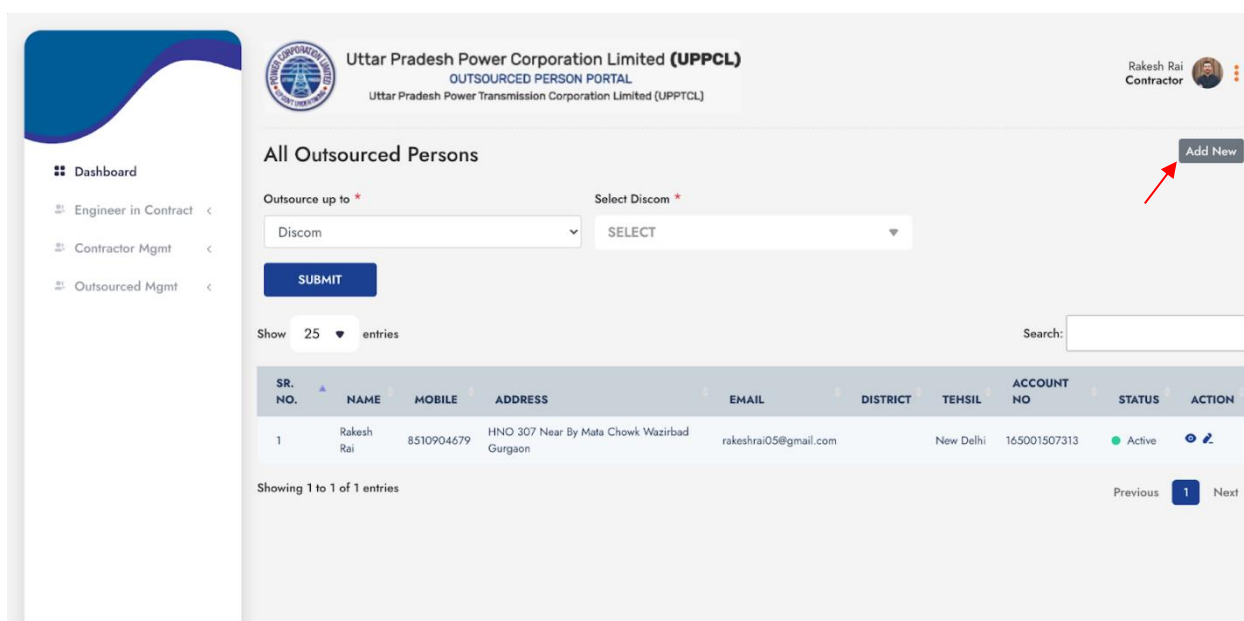 Uttar Pradesh Power Corporation Limited (UPPCL)
OUTSOURCED PERSON PORTAL
Uttar Pradesh Power Transmission Corporation Limited (UPPTCL)
Rakesh Rai
Contractor
Dashboard
Engineer in Contract
Contractor Mgmt
Outsourced Mgmt
All Outsourced Persons
Add New
Outsource up to *
Select Discom *
Discom
SELECT
SUBMIT
Show 25 entries
Search:
SR. NO. NAME MOBILE ADDRESS EMAIL DISTRICT TEHSIL ACCOUNT NO STATUS ACTION
1 Rakesh Rai 8510904679 HNO 307 Near By Mata Chowk Wazirbad Gurgaon rakeshrai05@gmail.com New Delhi 165001507313 Active
Showing 1 to 1 of 1 entries
Previous 1 Next